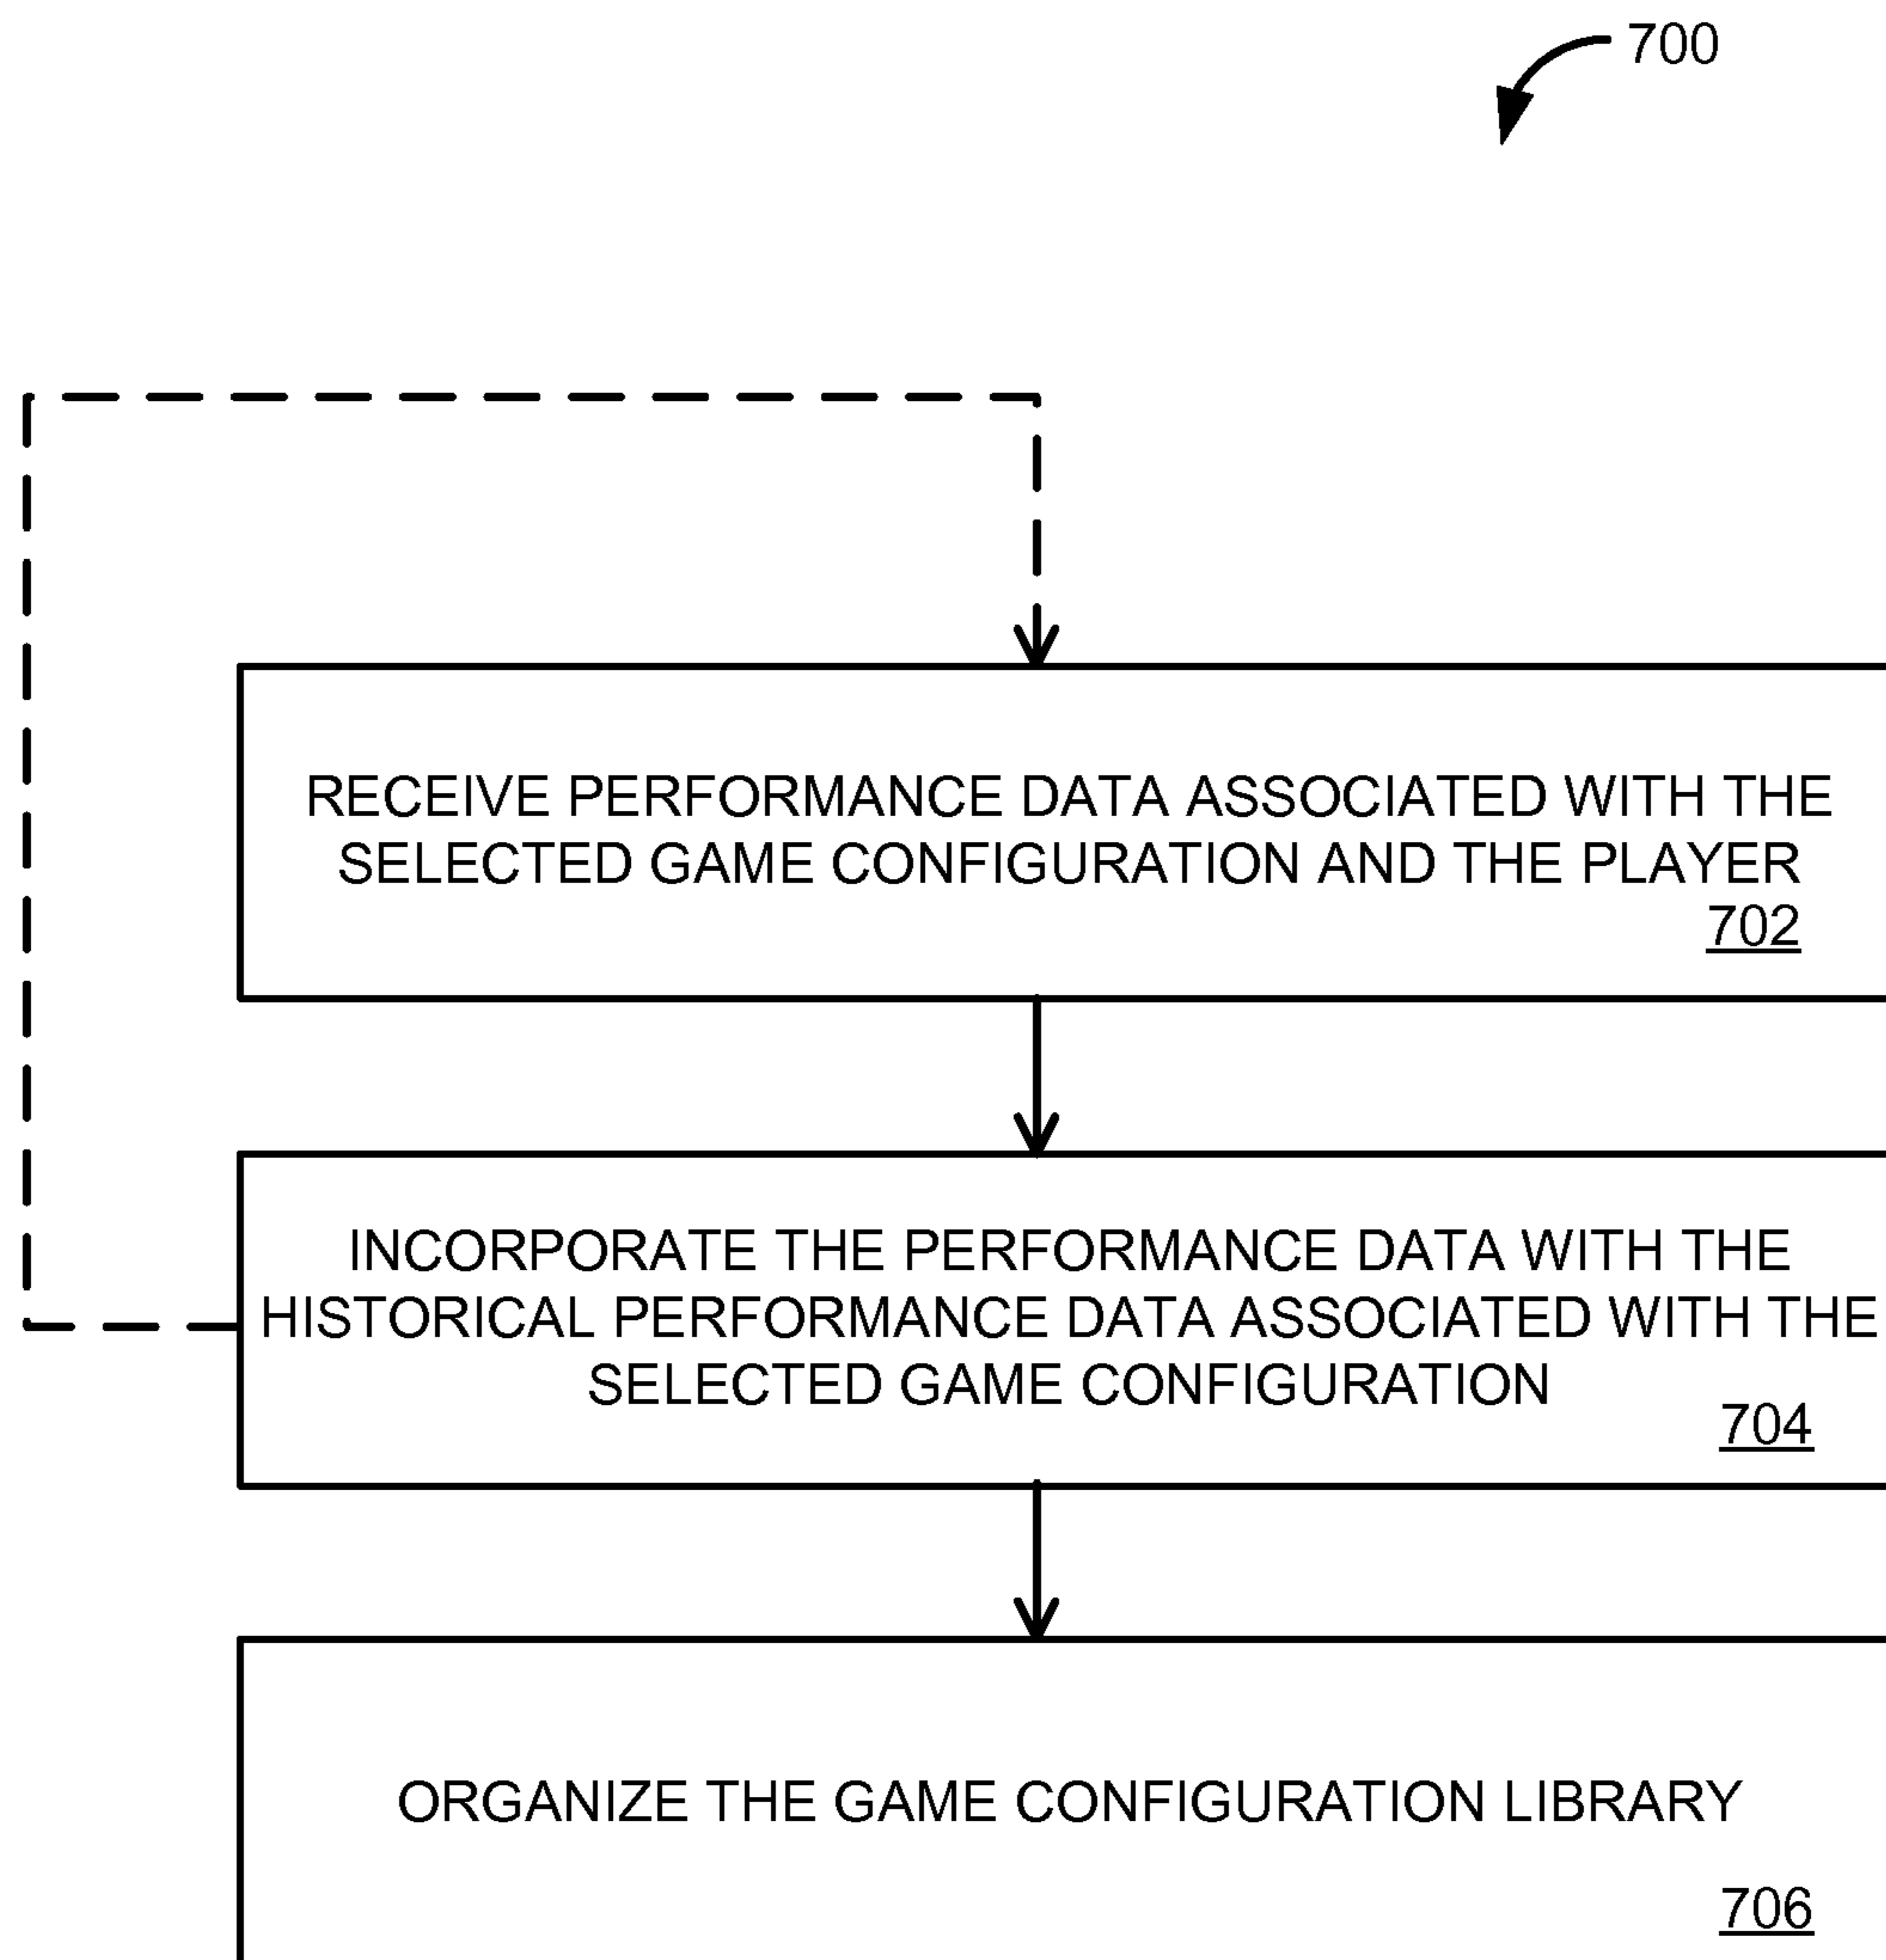 700
RECEIVE PERFORMANCE DATA ASSOCIATED WITH THE
SELECTED GAME CONFIGURATION AND THE PLAYER
702
INCORPORATE THE PERFORMANCE DATA WITH THE
HISTORICAL PERFORMANCE DATA ASSOCIATED WITH THE
SELECTED GAME CONFIGURATION
704
ORGANIZE THE GAME CONFIGURATION LIBRARY
706